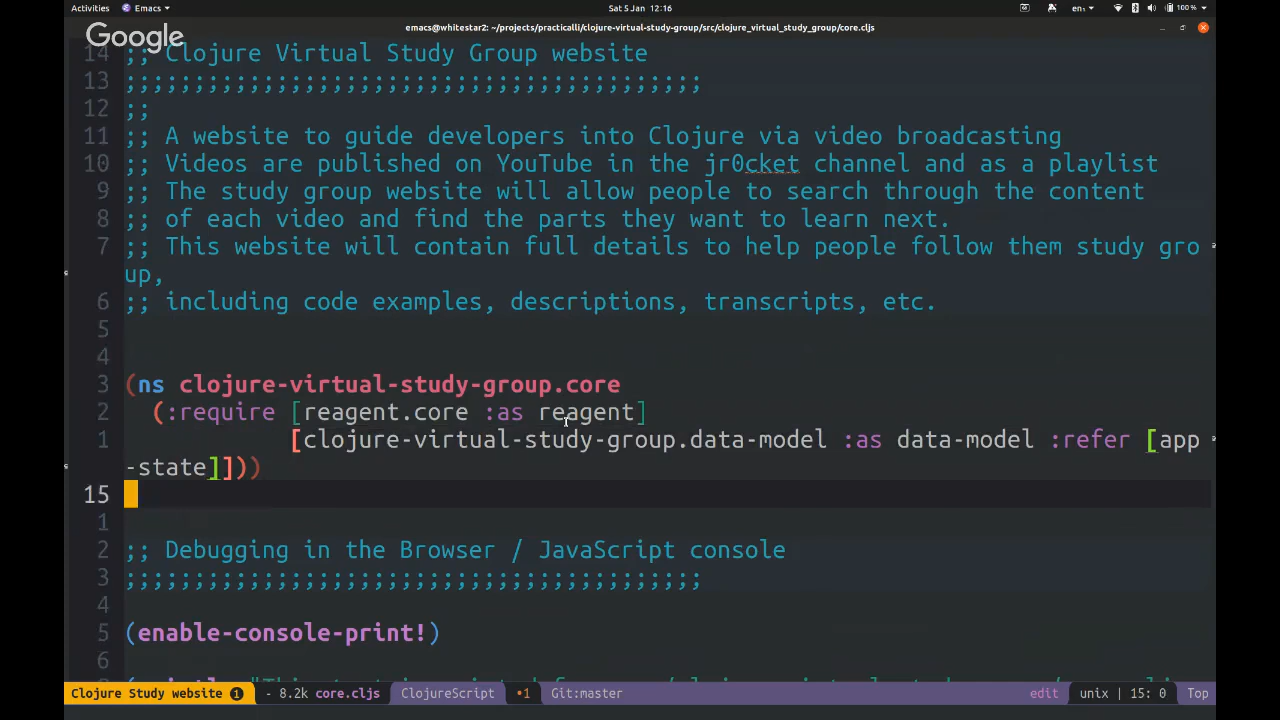 Activities Emacs Sat 5 Jan 12:16 en₁ 100 %
emacs@whitestar2: ~/projects/practicalli/clojure-virtual-study-group/src/clojure_virtual_study_group/core.cljs
Google
14 ;; Clojure Virtual Study Group website
13 ;;;;;;;;;;;;;;;;;;;;;;;;;;;;;;;;;;;;;;;;;;
12 ;;
11 ;; A website to guide developers into Clojure via video broadcasting
10 ;; Videos are published on YouTube in the jr0cket channel and as a playlist
9 ;; The study group website will allow people to search through the content
8 ;; of each video and find the parts they want to learn next.
7 ;; This website will contain full details to help people follow them study gro
up,
6 ;; including code examples, descriptions, transcripts, etc.
5
4
3 (ns clojure-virtual-study-group.core
2 (:require [reagent.core :as reagent]
1 [clojure-virtual-study-group.data-model :as data-model :refer [app
-state]]))
15
1
2 ;; Debugging in the Browser / JavaScript console
3 ;;;;;;;;;;;;;;;;;;;;;;;;;;;;;;;;;;;;;;;;;;
4
5 (enable-console-print!)
6
Clojure Study website 1 - 8.2k core.cljs ClojureScript •1 Git:master edit unix | 15: 0 Top